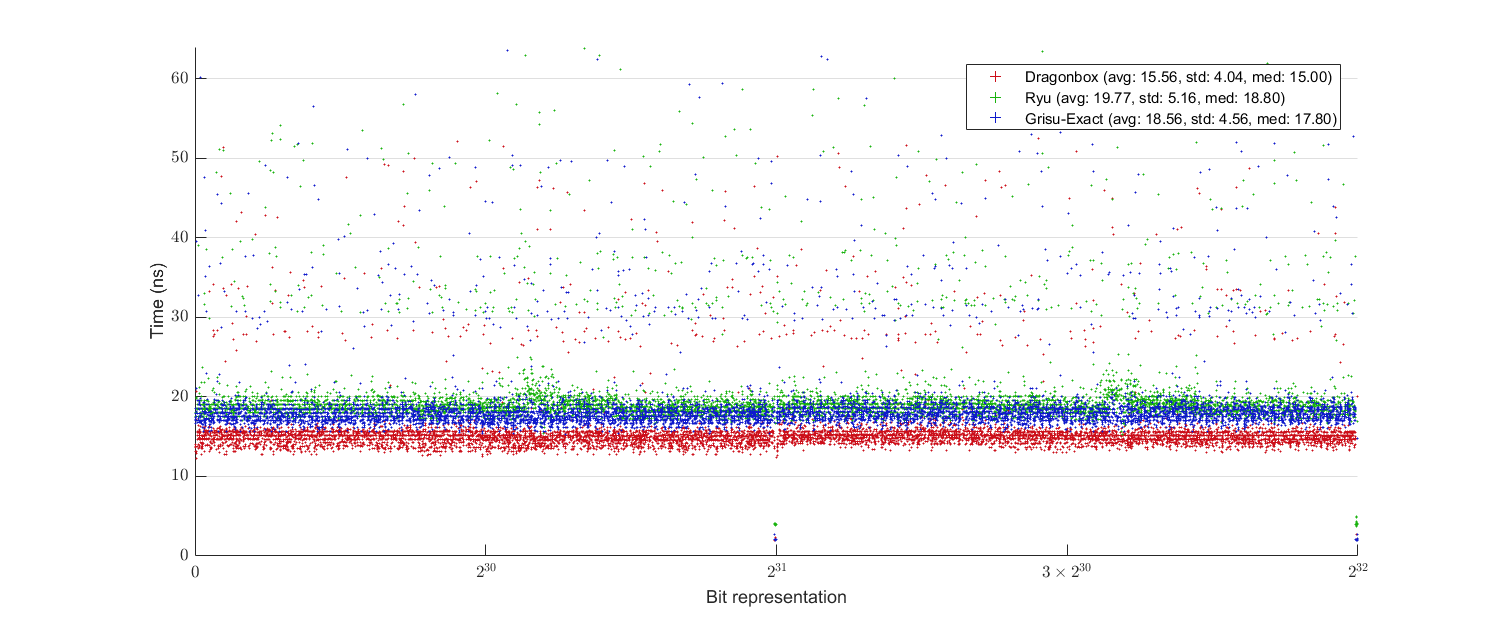 60
50
40
30
20
10
0
Time (ns)
Dragonbox (avg: 15.56, std: 4.04, med: 15.00)
Ryu (avg: 19.77, std: 5.16, med: 18.80)
Grisu-Exact (avg: 18.56, std: 4.56, med: 17.80)
0 2^30 2^31 3 × 2^30 2^32
Bit representation